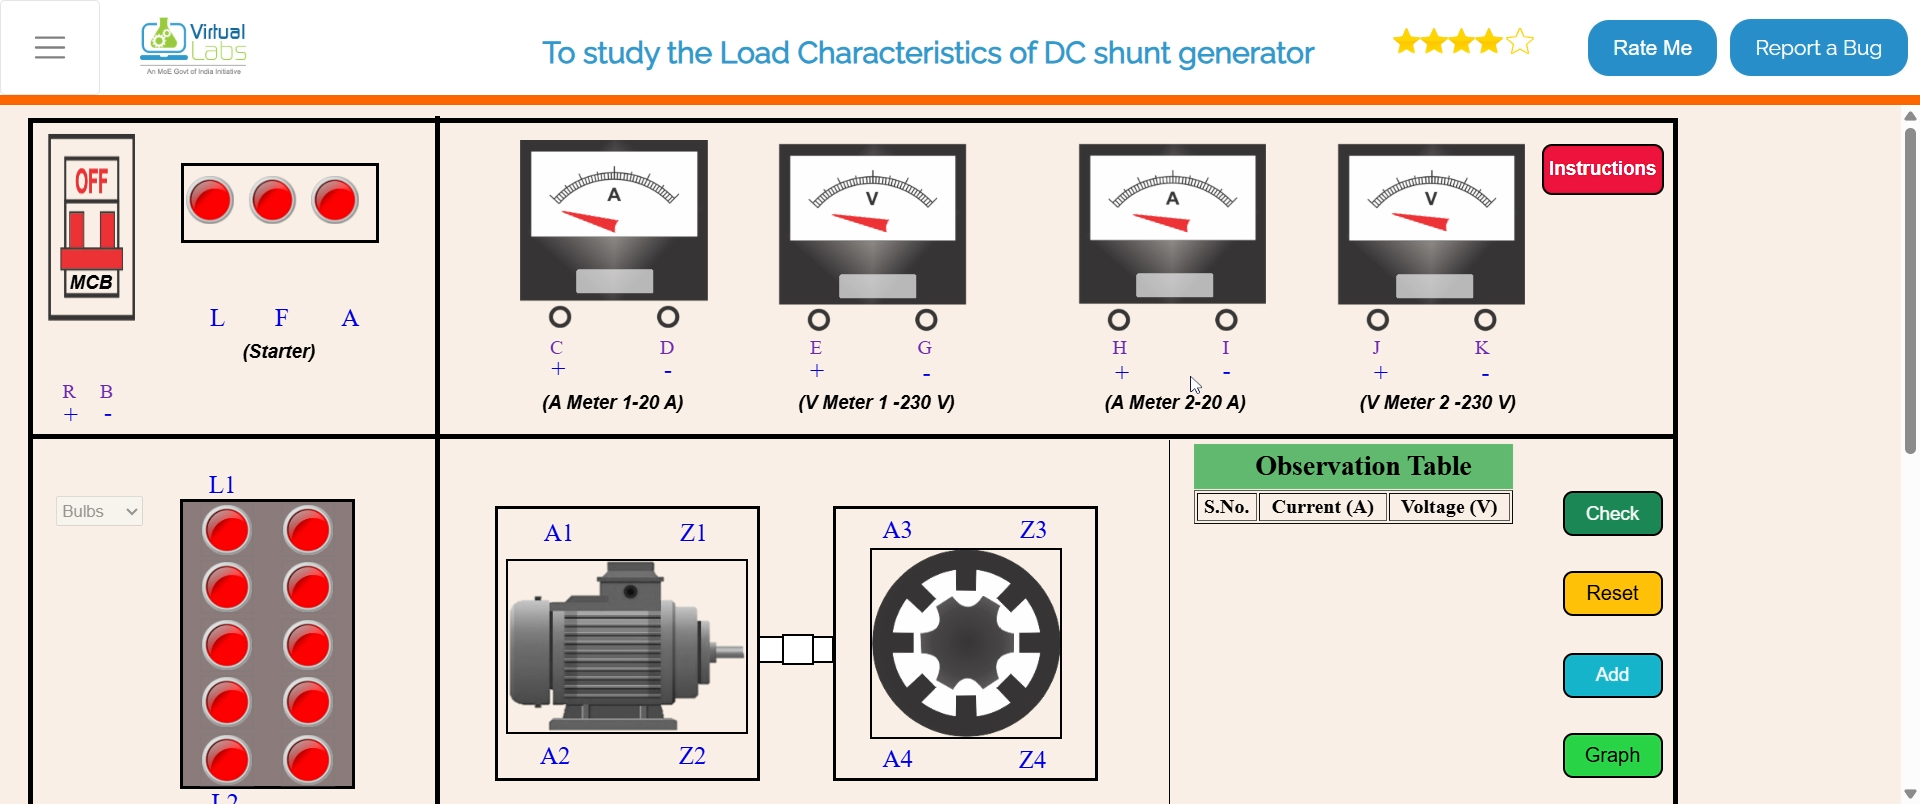 Virtual
Labs
An MoE Govt of India Initiative
To study the Load Characteristics of DC shunt generator
Rate Me
Report a Bug
OFF
MCB
L F A
(Starter)
R B
+ -
A
V
A
V
C D
+ -
(A Meter 1-20 A)
E G
+ -
(V Meter 1 -230 V)
H I
+ -
(A Meter 2-20 A)
J K
+ -
(V Meter 2 -230 V)
Instructions
Bulbs
L1
L2
A1 Z1
A2 Z2
A3 Z3
A4 Z4
Observation Table
S.No. Current (A) Voltage (V)
Check
Reset
Add
Graph